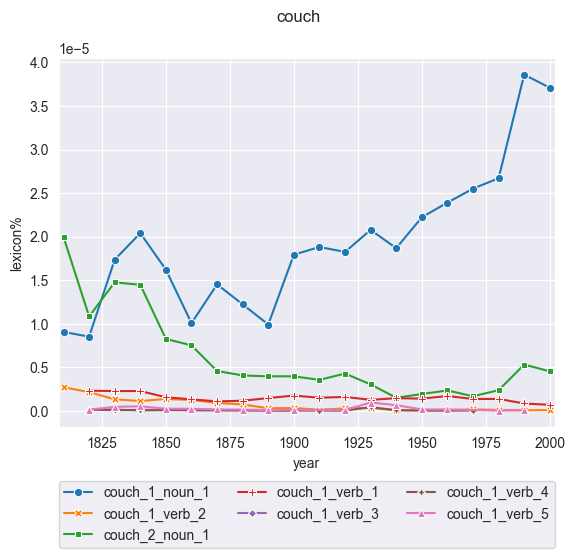 couch
1e−5
4.0
3.5
3.0
2.5
2.0
1.5
1.0
0.5
0.0
lexicon%
1825 1850 1875 1900 1925 1950 1975 2000
year
couch_1_noun_1 couch_1_verb_1 couch_1_verb_4
couch_1_verb_2 couch_1_verb_3 couch_1_verb_5
couch_2_noun_1